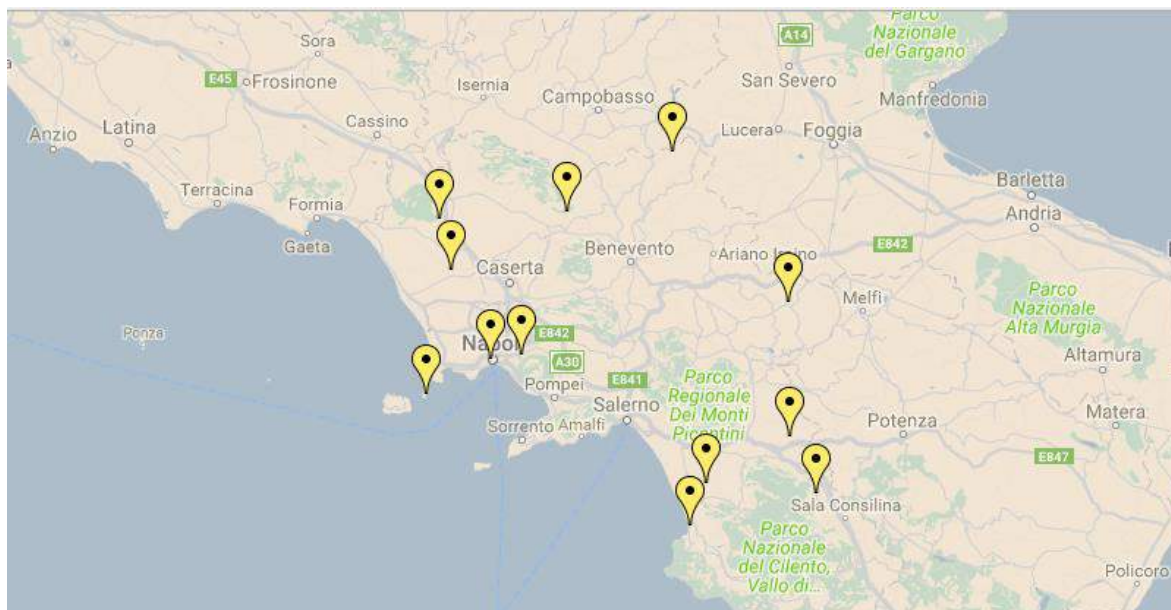 Parco
Nazionale
del Gargano
A14
Sora
E45
Frosinone
Isernia
San Severo
Campobasso
Manfredonia
Anzio
Latina
Cassino
Lucera
Foggia
Terracina
Formia
Barletta
Andria
Gaeta
Benevento
Ariano Irpino
E842
Caserta
Parco
Nazionale
Alta Murgia
Melfi
Ponza
E842
Napoli
A30
Altamura
Pompei
E841
Parco
Regionale
Dei Monti
Picentini
Salerno
Matera
Sorrento
Amalfi
Potenza
E847
Sala Consilina
Parco
Nazionale
del Cilento,
Vallo di...
Policoro